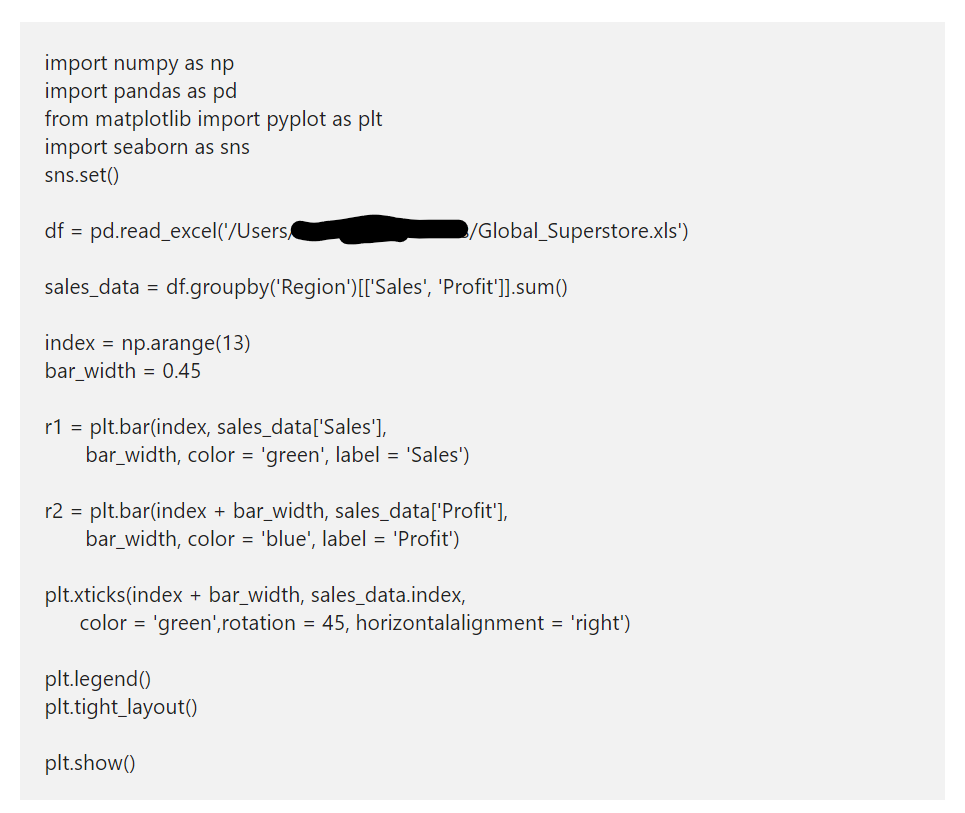 import numpy as np
import pandas as pd
from matplotlib import pyplot as plt
import seaborn as sns
sns.set()
df = pd.read_excel('/Users/ /Global_Superstore.xls')
sales_data = df.groupby('Region')[['Sales', 'Profit']].sum()
index = np.arange(13)
bar_width = 0.45
r1 = plt.bar(index, sales_data['Sales'],
bar_width, color = 'green', label = 'Sales')
r2 = plt.bar(index + bar_width, sales_data['Profit'],
bar_width, color = 'blue', label = 'Profit')
plt.xticks(index + bar_width, sales_data.index,
color = 'green',rotation = 45, horizontalalignment = 'right')
plt.legend()
plt.tight_layout()
plt.show()